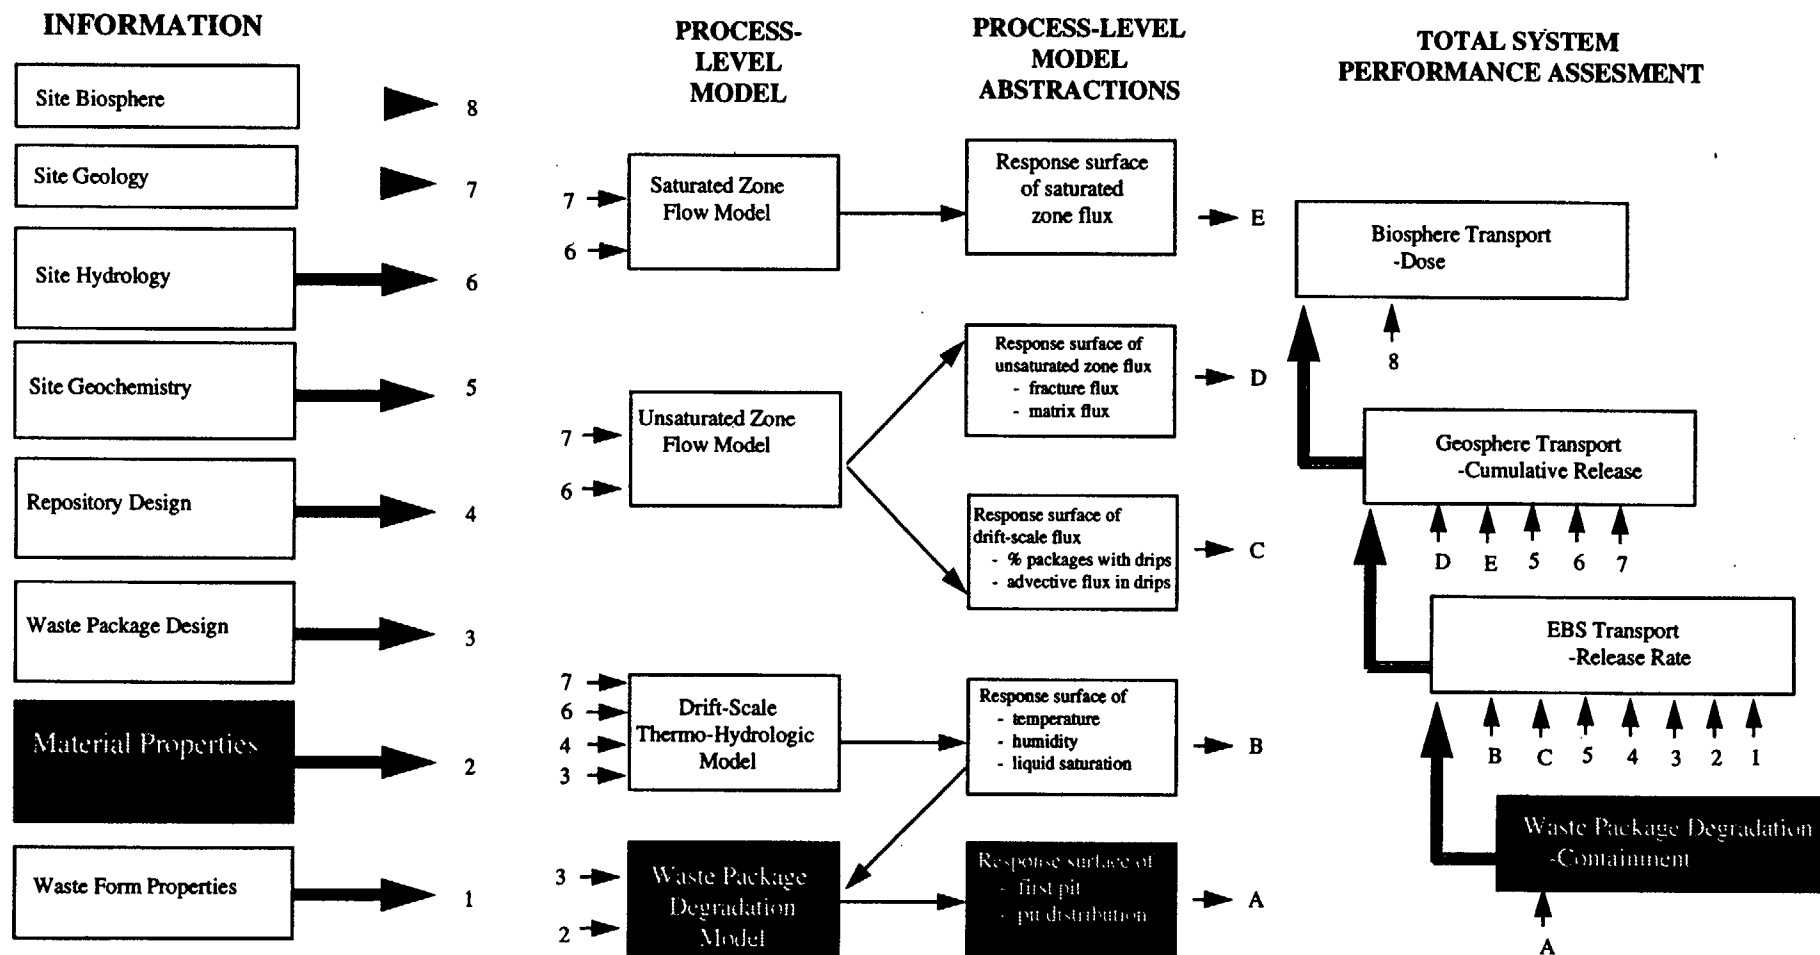 INFORMATION
Site Biosphere
8
Site Geology
7
Site Hydrology
6
Site Geochemistry
5
Repository Design
4
Waste Package Design
3
Material Properties
2
Waste Form Properties
1
PROCESS-
LEVEL
MODEL
7
6
Saturated Zone
Flow Model
7
6
Unsaturated Zone
Flow Model
7
6
4
3
Drift-Scale
Thermo-Hydrologic
Model
3
2
Waste Package
Degradation
Model
PROCESS-LEVEL
MODEL
ABSTRACTIONS
Response surface
of saturated
zone flux
E
Response surface of
unsaturated zone flux
- fracture flux
- matrix flux
D
Response surface of
drift-scale flux
- % packages with drips
- advective flux in drips
C
Response surface of
- temperature
- humidity
- liquid saturation
B
Response surface of
- first pit
- pit distribution
A
TOTAL SYSTEM
PERFORMANCE ASSESMENT
Biosphere Transport
-Dose
8
Geosphere Transport
-Cumulative Release
D E 5 6 7
EBS Transport
-Release Rate
B C 5 4 3 2 1
Waste Package Degradation
-Containment
A